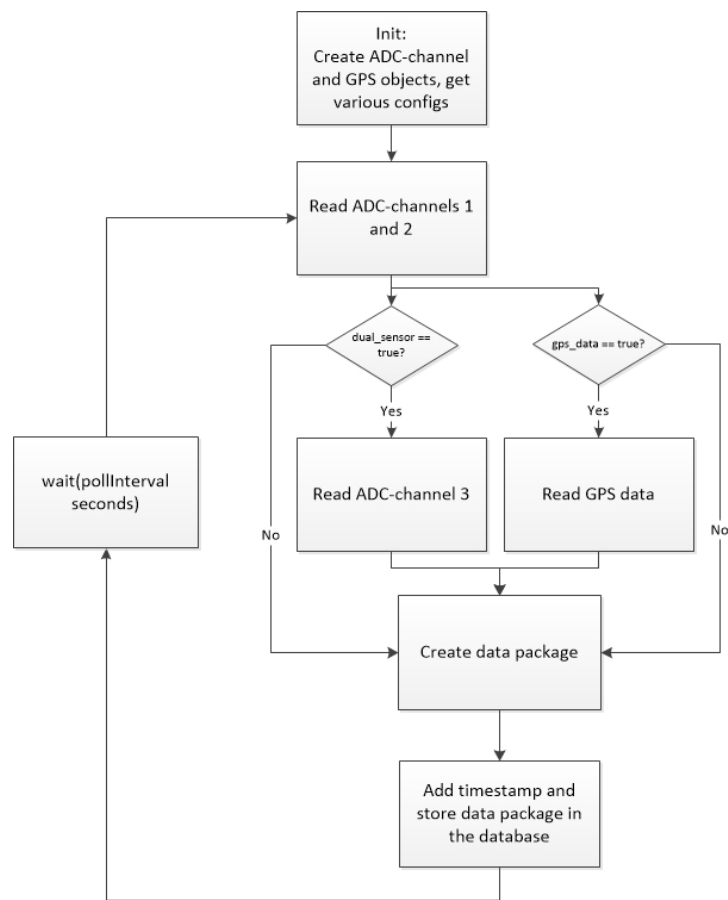 Init:
Create ADC-channel
and GPS objects, get
various configs
Read ADC-channels 1
and 2
dual_sensor ==
true?
gps_data == true?
Yes
Yes
wait(pollInterval
seconds)
Read ADC-channel 3
Read GPS data
No
No
Create data package
Add timestamp and
store data package in
the database